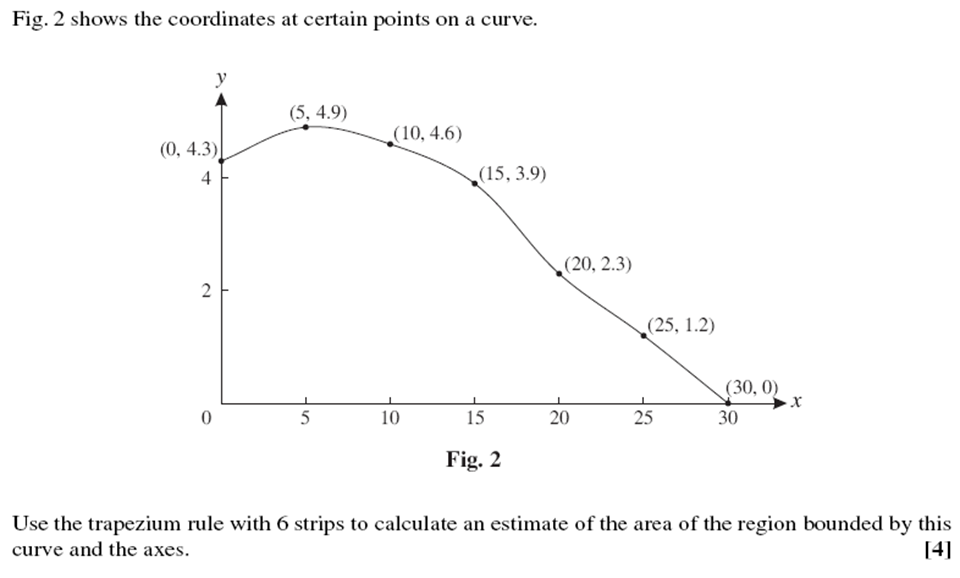 Fig. 2 shows the coordinates at certain points on a curve.
y
(5, 4.9)
(10, 4.6)
(0, 4.3)
4
(15, 3.9)
(20, 2.3)
2
(25, 1.2)
(30, 0)
x
0 5 10 15 20 25 30
Fig. 2
Use the trapezium rule with 6 strips to calculate an estimate of the area of the region bounded by this
curve and the axes. [4]